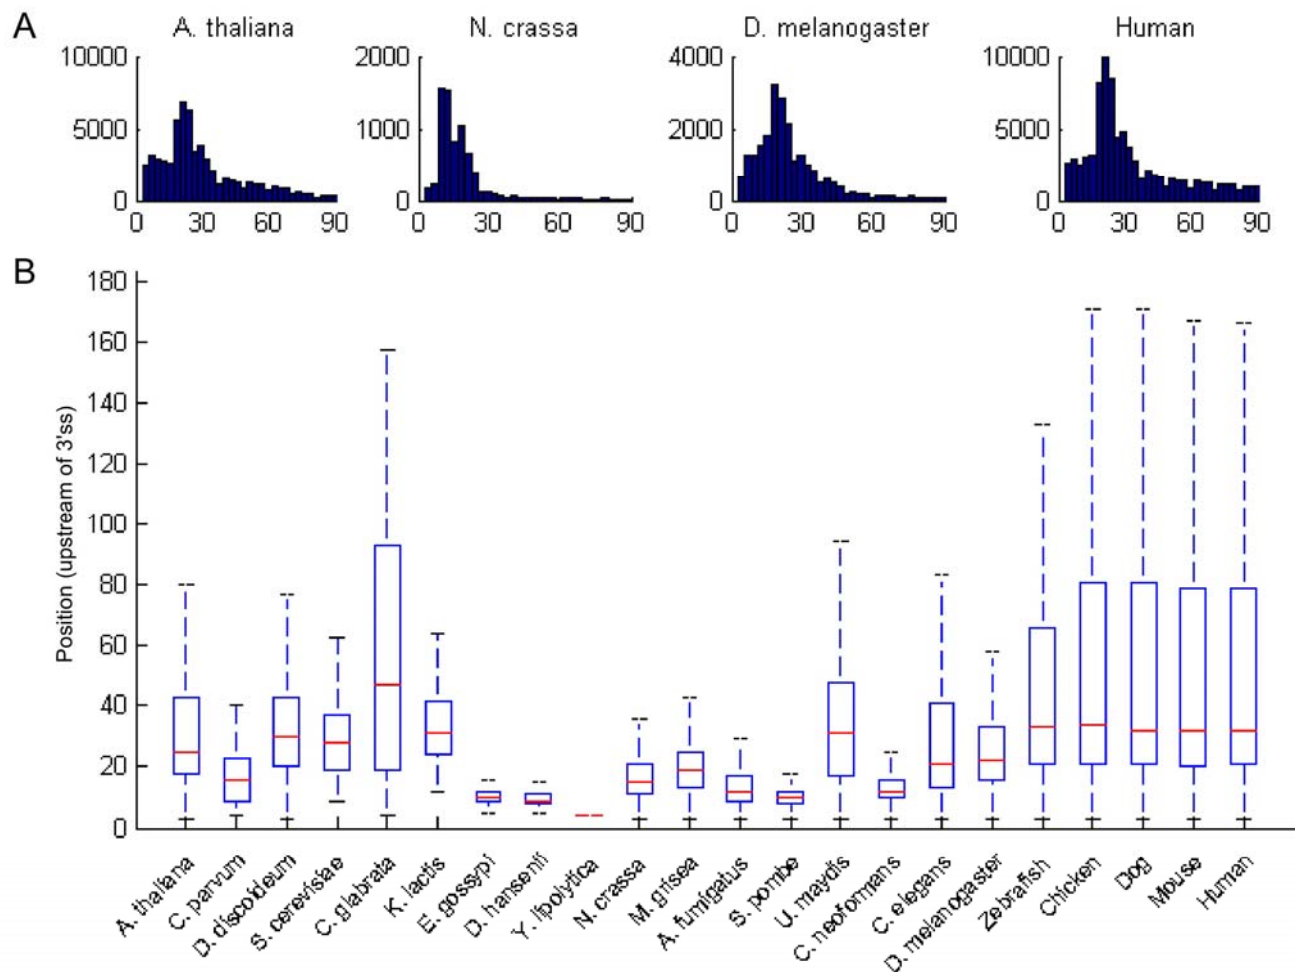 A
A. thaliana
N. crassa
D. melanogaster
Human
10000
5000
0
0 30 60 90
2000
1000
0
0 30 60 90
4000
2000
0
0 30 60 90
10000
5000
0
0 30 60 90
B
Position (upstream of 3'ss)
180
160
140
120
100
80
60
40
20
0
A. thaliana
C. parvum
D. discoideum
S. cerevisiae
C. glabrata
K. lactis
E. gossypi
D. hansenii
Y. lipolytica
N. crassa
M. grisea
A. fumigatus
S. pombe
U. maydis
C. neoformans
C. elegans
D. melanogaster
Zebrafish
Chicken
Dog
Mouse
Human